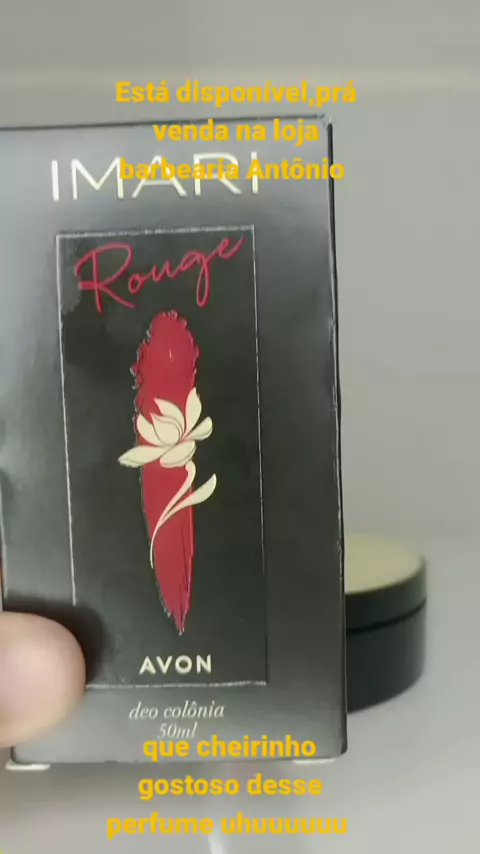 Está disponível,prá
venda na loja
barbearia Antônio
IMARI
Rouge
AVON
deo colônia
50ml
que cheirinho
gostoso desse
perfume uhuuuuuu